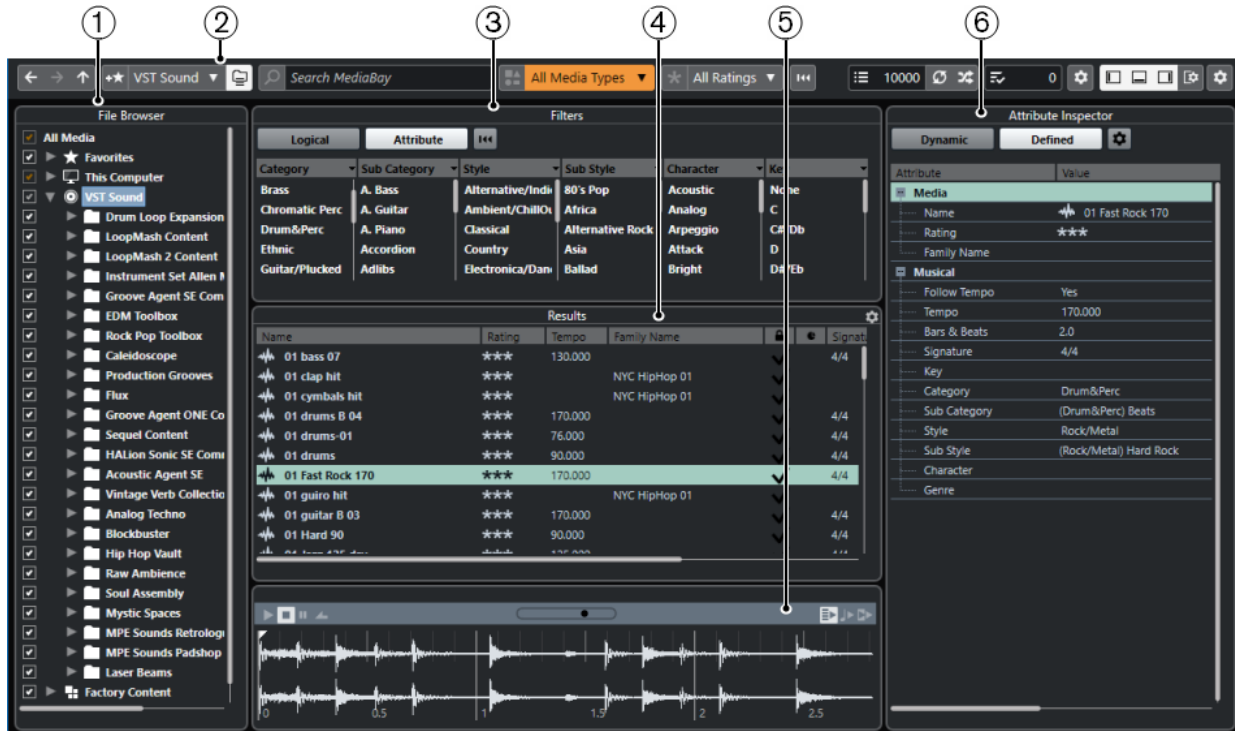 1
2
3
4
5
6
VST Sound
Search MediaBay
All Media Types
All Ratings
10000
0
File Browser
All Media
Favorites
This Computer
VST Sound
Drum Loop Expansion
LoopMash Content
LoopMash 2 Content
Instrument Set Allen
Groove Agent SE Com
EDM Toolbox
Rock Pop Toolbox
Caleidoscope
Production Grooves
Flux
Groove Agent ONE Co
Sequel Content
HALion Sonic SE
Acoustic Agent SE
Vintage Verb Collectio
Analog Techno
Blockbuster
Hip Hop Vault
Raw Ambience
Soul Assembly
Mystic Spaces
MPE Sounds Retrolog
MPE Sounds Padshop
Laser Beams
Factory Content
Filters
Logical
Attribute
Category
Sub Category
Style
Sub Style
Character
Ke
Brass
A. Bass
Alternative/Indi
80's Pop
Acoustic
None
Chromatic Perc
A. Guitar
Ambient/ChillOu
Africa
Analog
C
Drum&Perc
A. Piano
Classical
Alternative Rock
Arpeggio
C#/Db
Ethnic
Accordion
Country
Asia
Attack
D
Guitar/Plucked
Adlibs
Electronica/Dan
Ballad
Bright
D#/Eb
Results
Name
Rating
Tempo
Family Name
Signatu
01 bass 07
***
130.000
4/4
01 clap hit
***
NYC HipHop 01
01 cymbals hit
***
NYC HipHop 01
01 drums B 04
***
170.000
4/4
01 drums-01
***
76.000
4/4
01 drums
***
90.000
4/4
01 Fast Rock 170
***
170.000
4/4
01 guiro hit
***
NYC HipHop 01
01 guitar B 03
***
170.000
4/4
01 Hard 90
***
90.000
4/4
0
0.5
1
1.5
2
2.5
Attribute Inspector
Dynamic
Defined
Attribute
Value
Media
Name
01 Fast Rock 170
Rating
***
Family Name
Musical
Follow Tempo
Yes
Tempo
170.000
Bars & Beats
2.0
Signature
4/4
Key
Category
Drum&Perc
Sub Category
(Drum&Perc) Beats
Style
Rock/Metal
Sub Style
(Rock/Metal) Hard Rock
Character
Genre